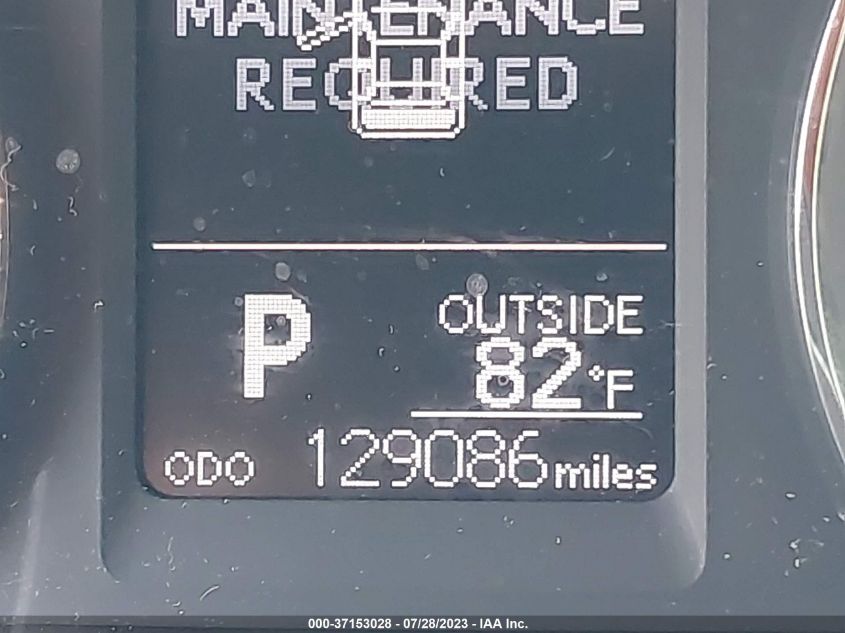 MAINTENANCE
REQUIRED
P
OUTSIDE
82°F
ODO 129086 miles
000-37153028 - 07/28/2023 - IAA Inc.